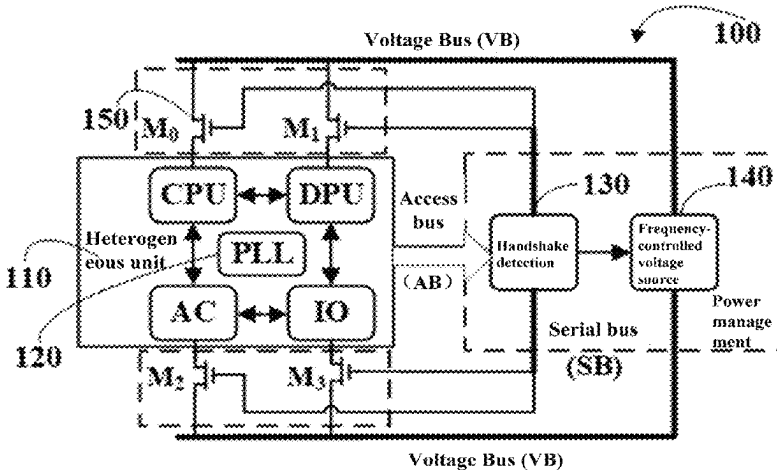 Voltage Bus (VB)
100
150
M0
M1
130
140
CPU
DPU
Access
bus
Handshake
detection
Frequency-
controlled
voltage
source
Heterogen
eous unit
110
PLL
(AB)
AC
IO
Power
manage
ment
Serial bus
(SB)
120
M2
M3
Voltage Bus (VB)